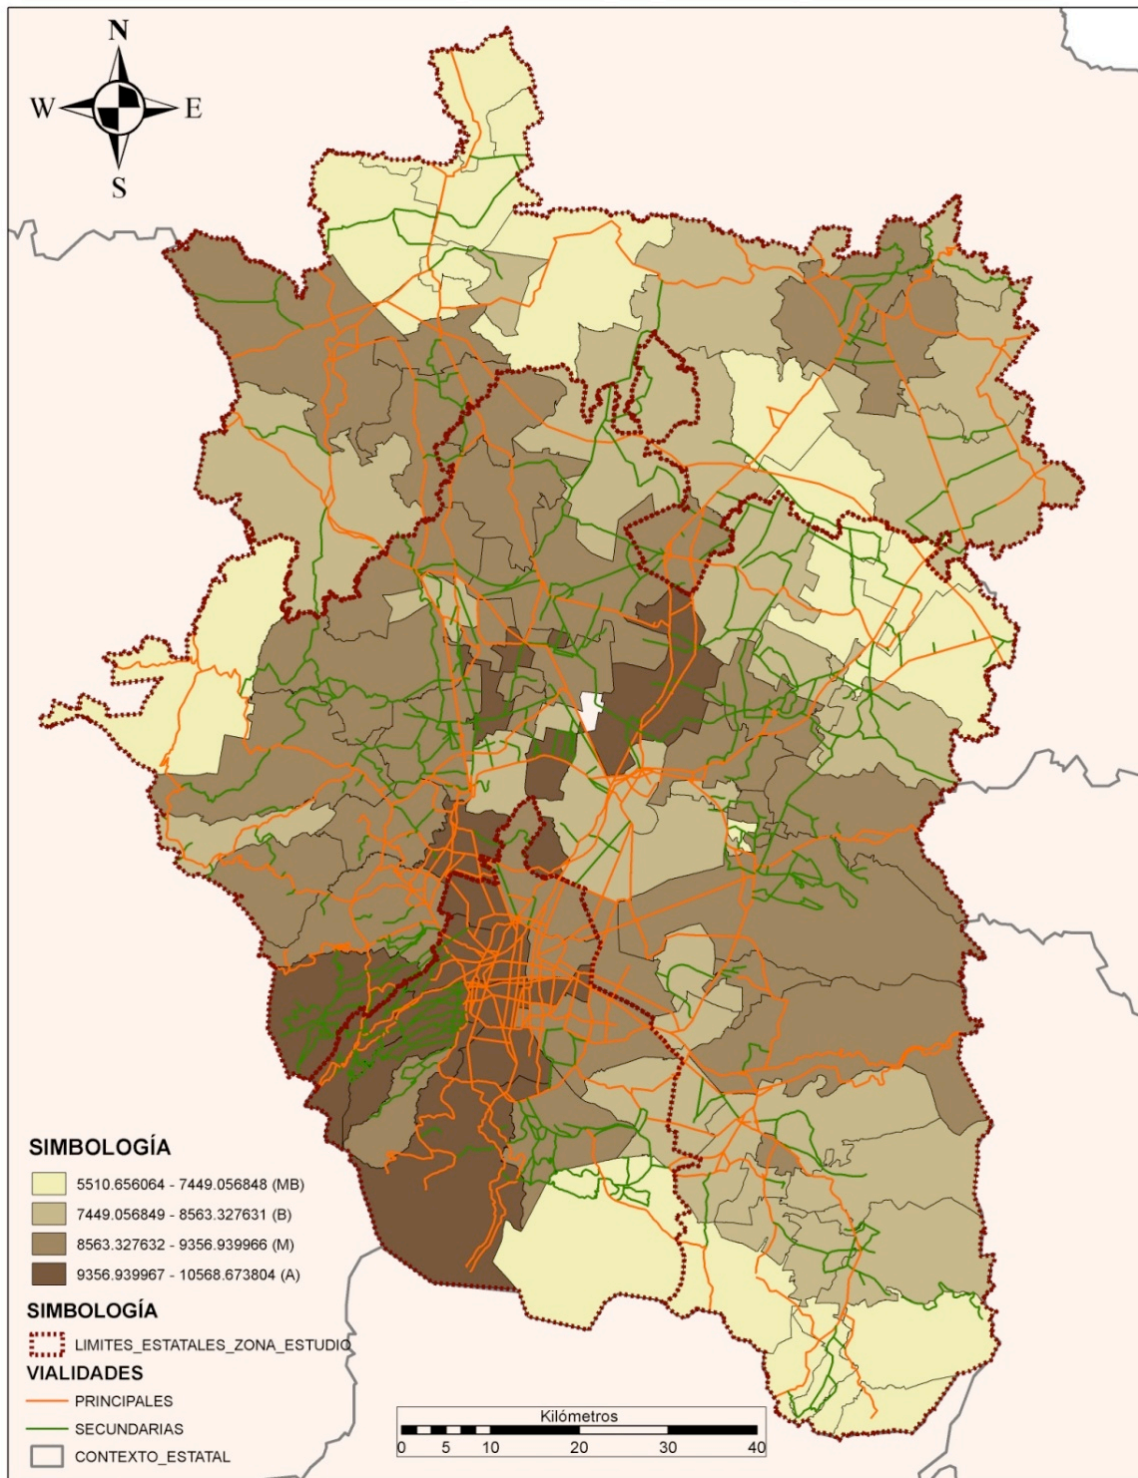 N
W E
S
SIMBOLOGÍA
5510.656064 - 7449.056848 (MB)
7449.056849 - 8563.327631 (B)
8563.327632 - 9356.939966 (M)
9356.939967 - 10568.673804 (A)
SIMBOLOGÍA
LIMITES_ESTATALES_ZONA_ESTUDIO
VIALIDADES
PRINCIPALES
SECUNDARIAS
CONTEXTO_ESTATAL
Kilómetros
0 5 10 20 30 40